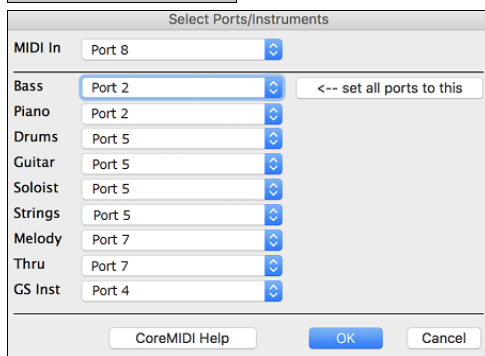 Select Ports/Instruments
MIDI In Port 8
Bass Port 2 <-- set all ports to this
Piano Port 2
Drums Port 5
Guitar Port 5
Soloist Port 5
Strings Port 5
Melody Port 7
Thru Port 7
GS Inst Port 4
CoreMIDI Help OK Cancel